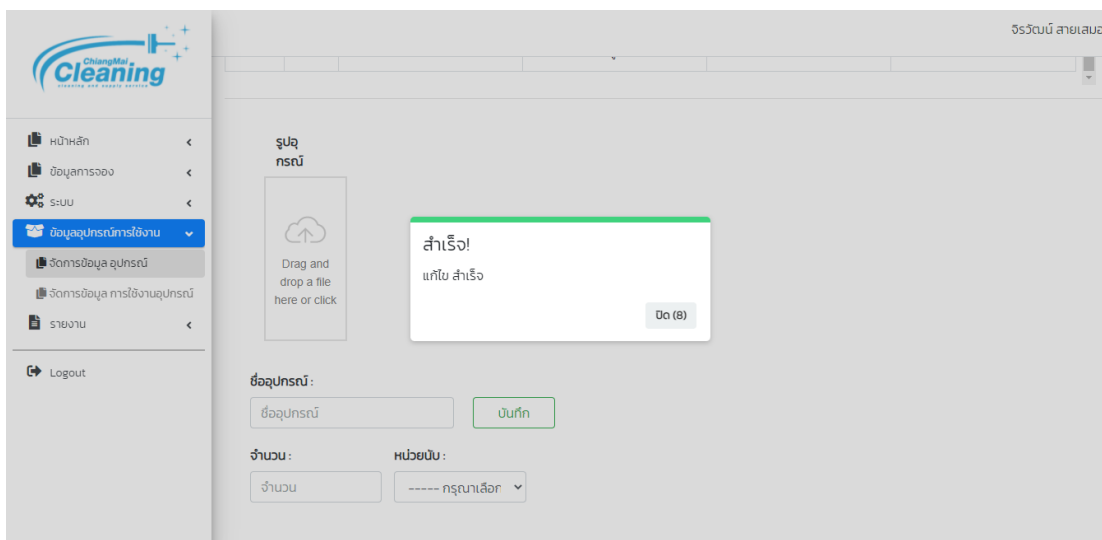 จิรวัฒน์ สายเสมอ
ChiangMai
Cleaning
cleaning and supply service
หน้าหลัก
ข้อมูลการจอง
ระบบ
ข้อมูลอุปกรณ์การใช้งาน
จัดการข้อมูล อุปกรณ์
จัดการข้อมูล การใช้งานอุปกรณ์
รายงาน
Logout
รูปอุ
กรณ์
Drag and
drop a file
here or click
สำเร็จ!
แก้ไข สำเร็จ
ปิด (8)
ชื่ออุปกรณ์ :
ชื่ออุปกรณ์
บันทึก
จำนวน :
หน่วยนับ :
จำนวน
----- กรุณาเลือก